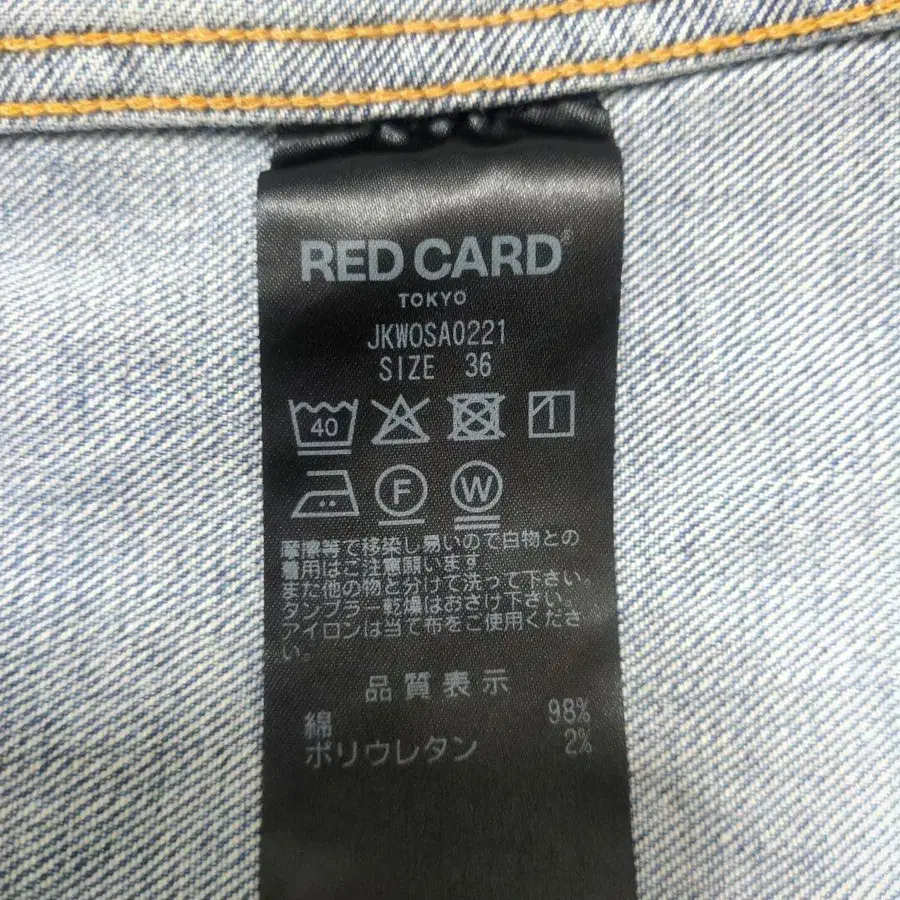 RED CARD®
TOKYO
JKWOSA0221
SIZE 36
40
F W
摩擦等で移染し易いので白物との
着用はご注意願います
また他の物と分けて洗って下さい。
タンブラー乾燥はおさけ下さい。
アイロンは当て布をご使用くださ
い。
品質表示
綿 98%
ポリウレタン 2%